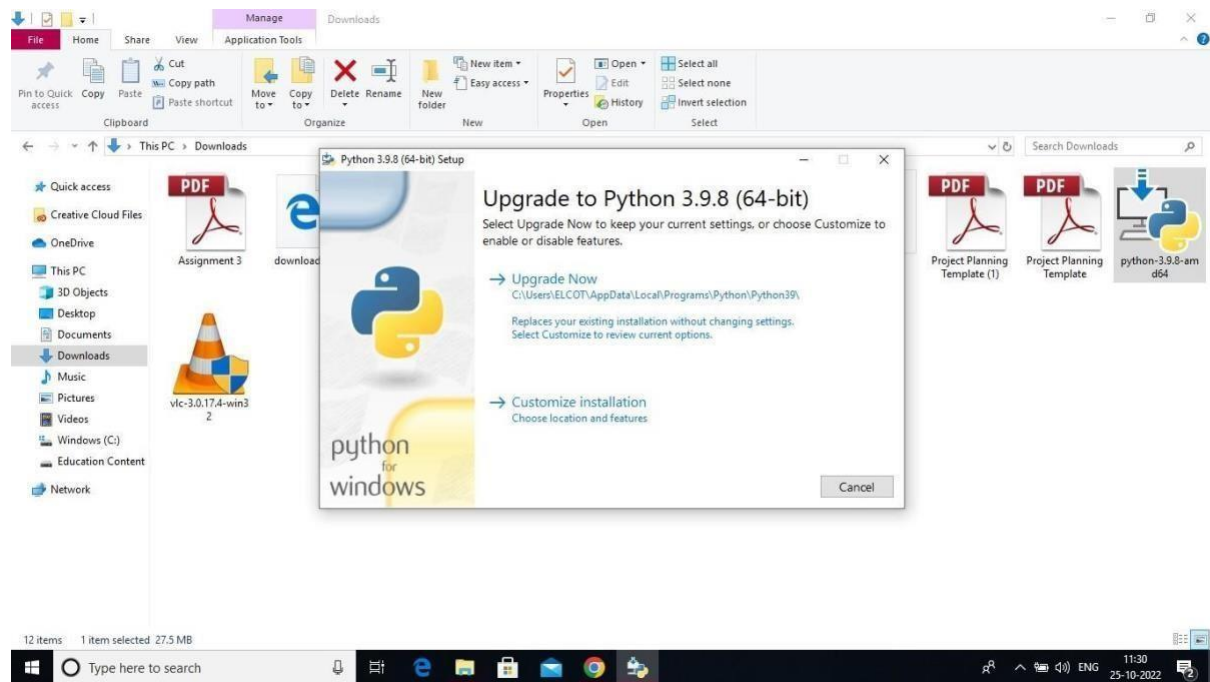 Manage
Downloads
File
Home
Share
View
Application Tools
Pin to Quick access
Copy
Paste
Cut
Copy path
Paste shortcut
Clipboard
Move to
Copy to
Delete
Rename
Organize
New folder
New item
Easy access
New
Properties
Open
Edit
History
Open
Select all
Select none
Invert selection
Select
This PC
Downloads
Search Downloads
Quick access
Creative Cloud Files
OneDrive
This PC
3D Objects
Desktop
Documents
Downloads
Music
Pictures
Videos
Windows (C:)
Education Content
Network
PDF
Assignment 3
download
vlc-3.0.17.4-win3
2
Python 3.9.8 (64-bit) Setup
Upgrade to Python 3.9.8 (64-bit)
Select Upgrade Now to keep your current settings, or choose Customize to
enable or disable features.
Upgrade Now
C:\Users\ELCOT\AppData\Local\Programs\Python\Python39\
Replaces your existing installation without changing settings.
Select Customize to review current options.
Customize installation
Choose location and features
python
for
windows
Cancel
PDF
Project Planning
Template (1)
PDF
Project Planning
Template
python-3.9.8-am
d64
12 items
1 item selected 27.5 MB
Type here to search
ENG
11:30
25-10-2022
2